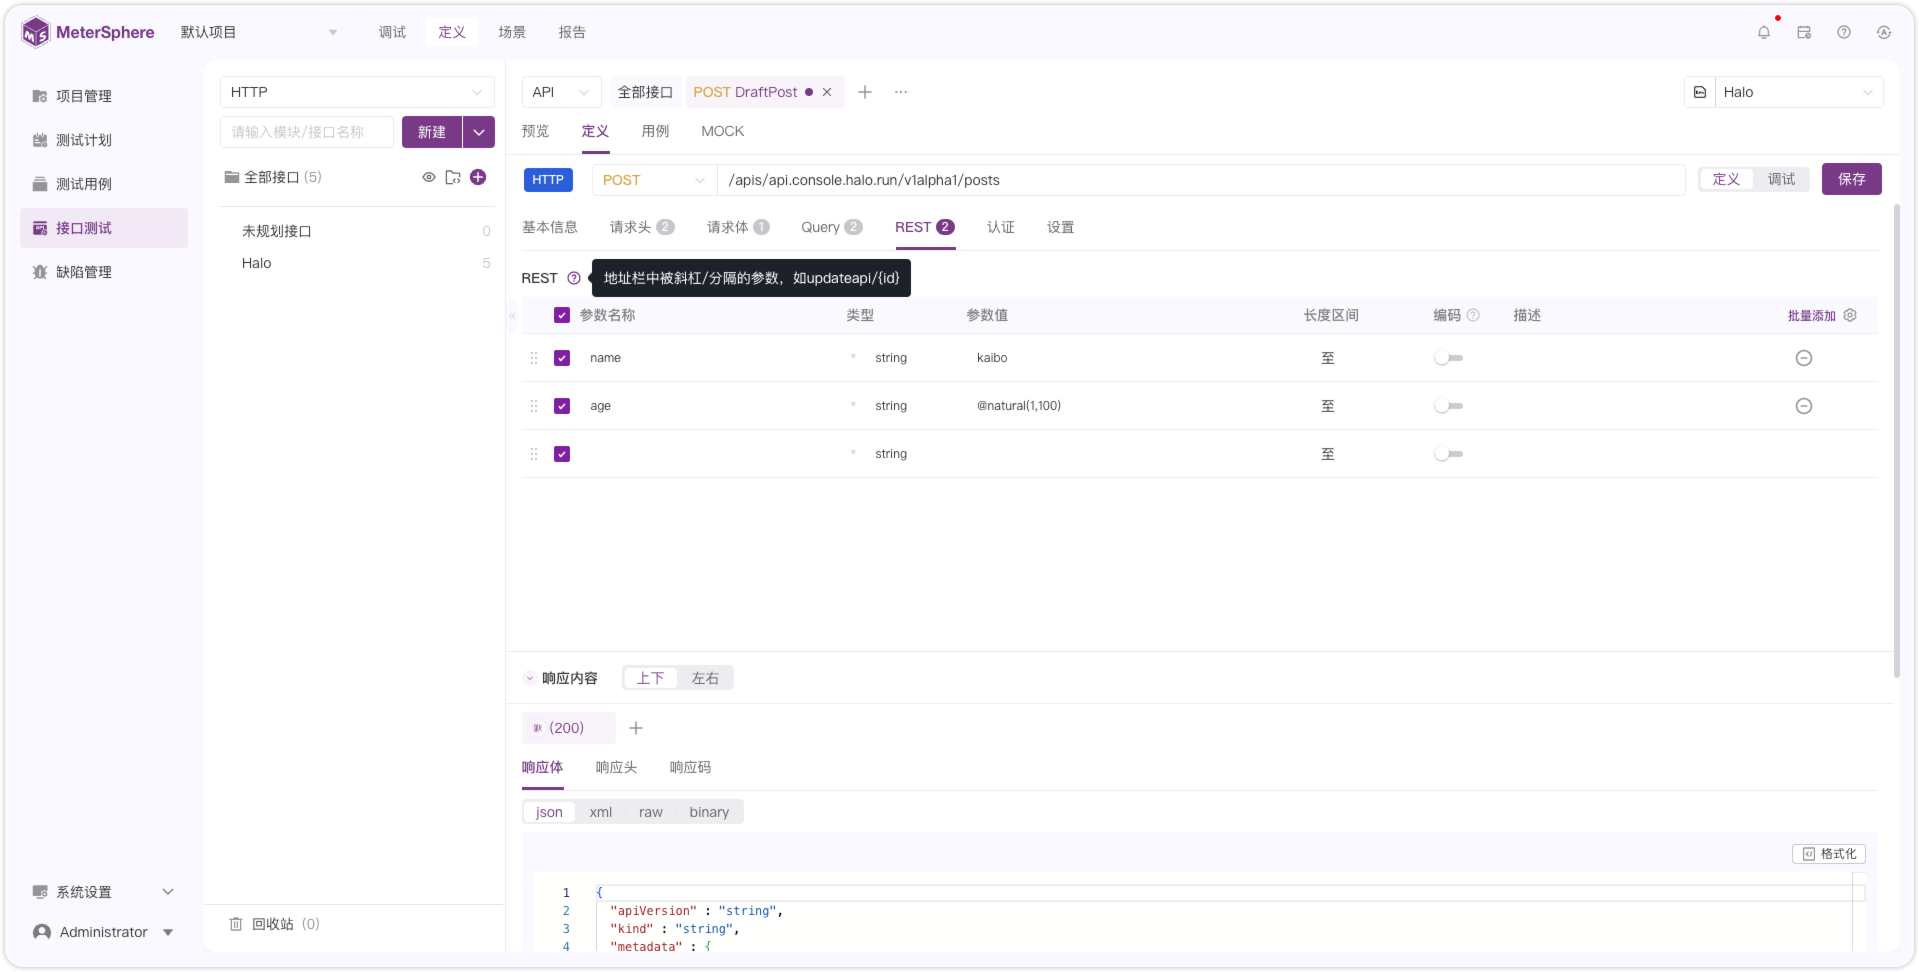 MeterSphere 默认项目 调试 定义 场景 报告
项目管理
测试计划
测试用例
接口测试
缺陷管理
系统设置
Administrator
HTTP
请输入模块/接口名称 新建
全部接口 (5)
未规划接口 0
Halo 5
回收站 (0)
API 全部接口 POST DraftPost Halo
预览 定义 用例 MOCK
HTTP POST /apis/api.console.halo.run/v1alpha1/posts 定义 调试 保存
基本信息 请求头 2 请求体 1 Query 2 REST 2 认证 设置
REST 地址栏中被斜杠/分隔的参数，如updateapi/{id}
参数名称 类型 参数值 长度区间 编码 描述 批量添加
name * string kaibo 至
age * string @natural(1,100) 至
* string 至
响应内容 上下 左右
(200)
响应体 响应头 响应码
json xml raw binary
格式化
1 {
2 "apiVersion" : "string",
3 "kind" : "string",
4 "metadata" : {